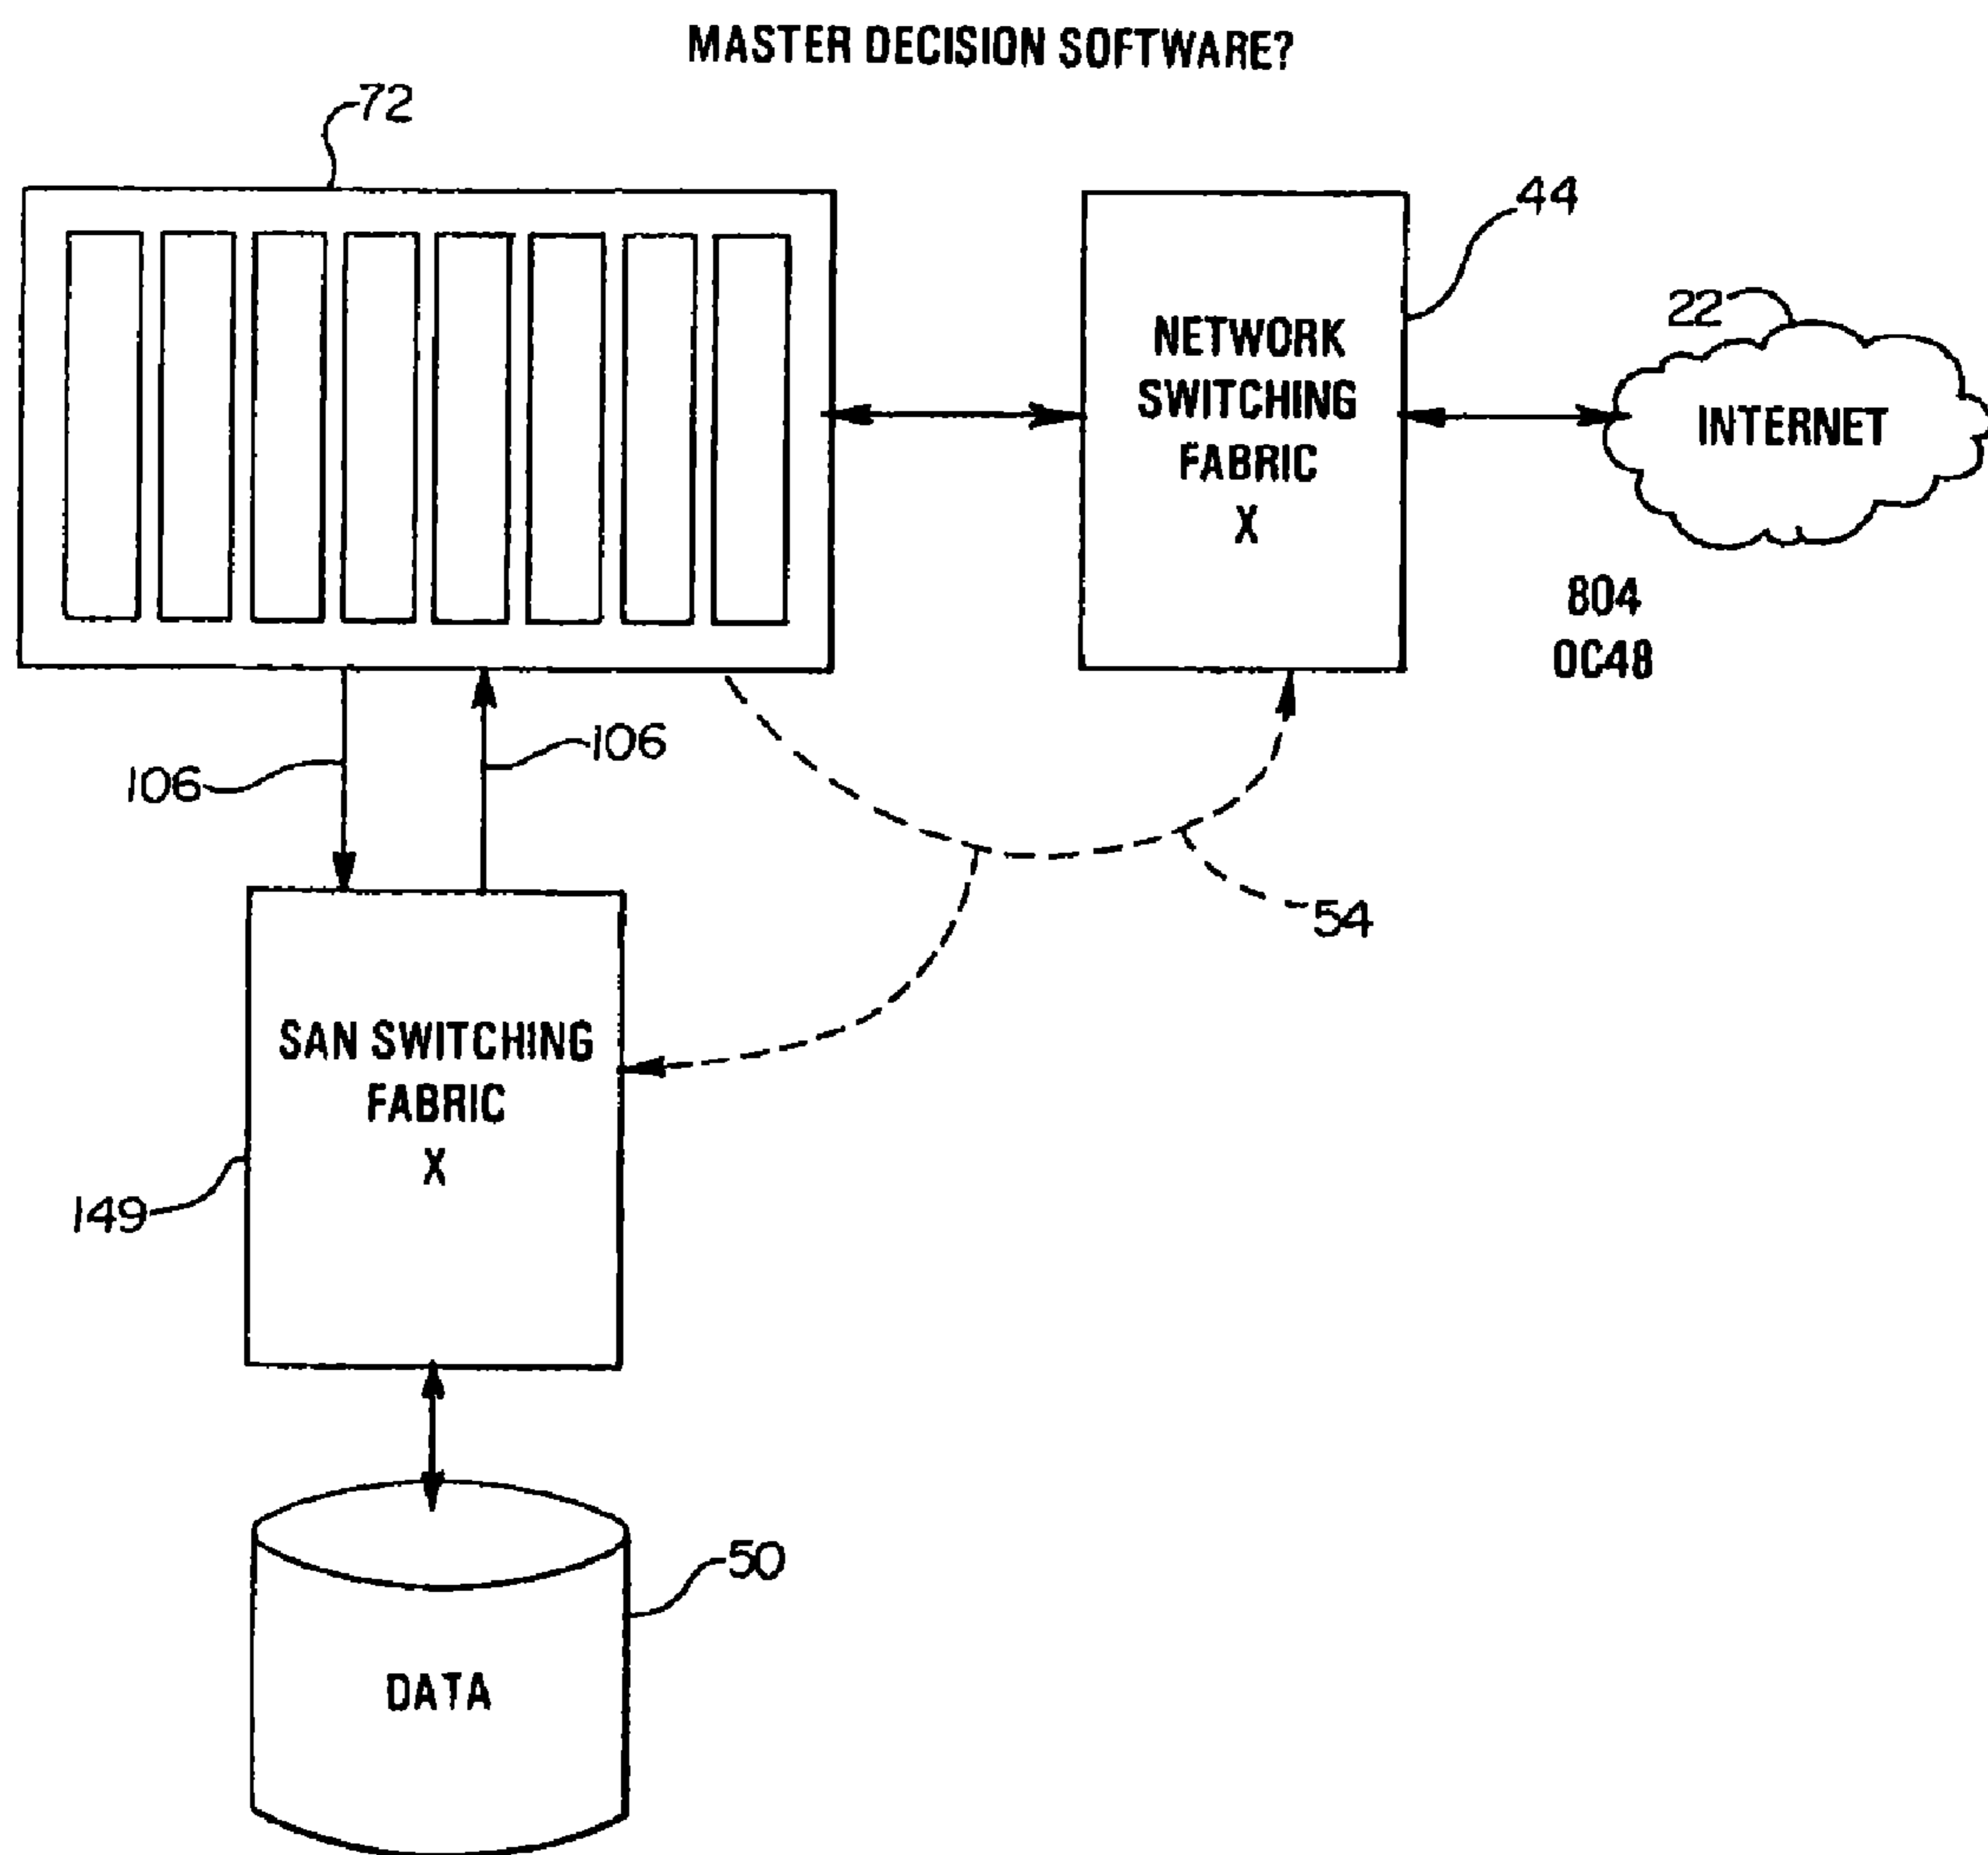 MASTER DECISION SOFTWARE?
72
44
22
NETWORK
SWITCHING
FABRIC
X
INTERNET
804
OC48
106
106
54
SAN SWITCHING
FABRIC
X
149
50
DATA